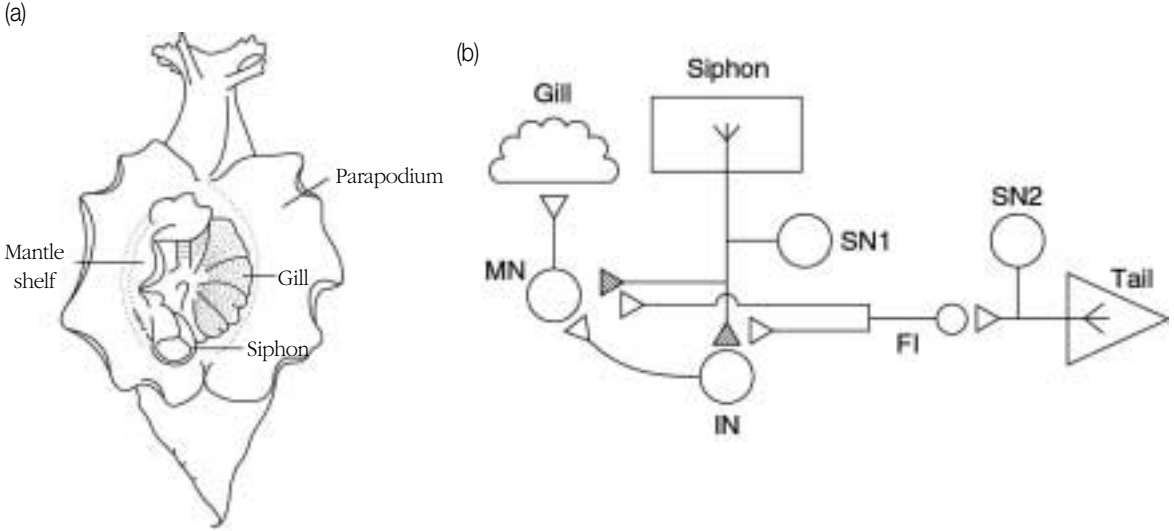 (a)
Parapodium
Mantle
shelf
Gill
Siphon
(b)
Siphon
Gill
SN2
SN1
MN
Tail
FI
IN